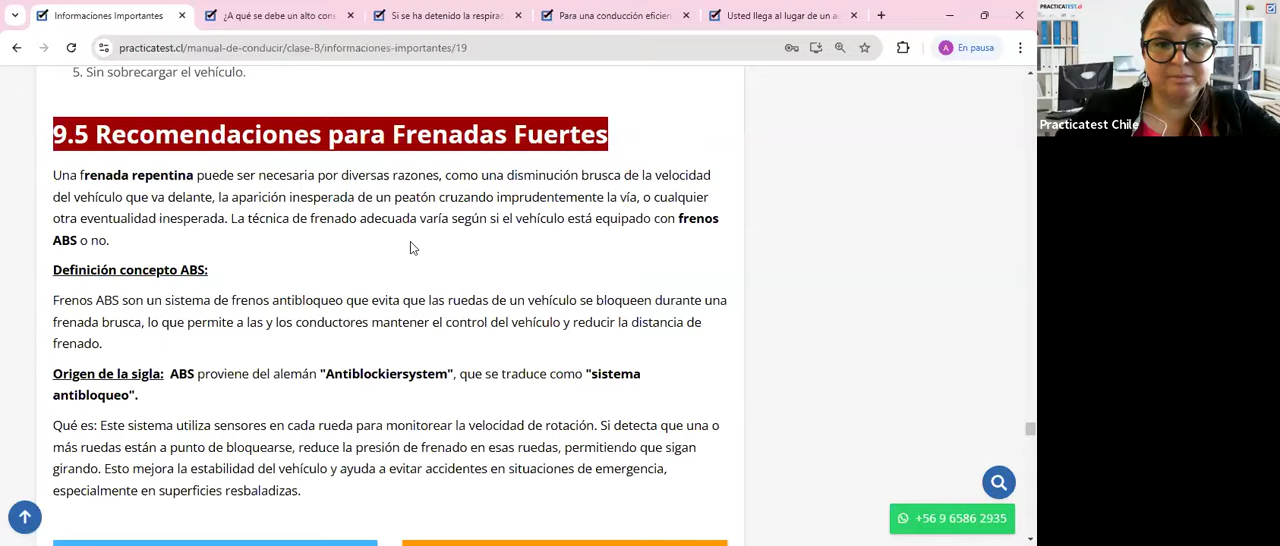 Informaciones Importantes
¿A qué se debe un alto cons
Si se ha detenido la respirac
Para una conducción eficien
Usted llega al lugar de un ac
practicatest.cl/manual-de-conducir/clase-B/informaciones-importantes/19
A
En pausa
PRACTICATEST.cl
Practicatest Chile
5. Sin sobrecargar el vehículo.
9.5 Recomendaciones para Frenadas Fuertes
Una frenada repentina puede ser necesaria por diversas razones, como una disminución brusca de la velocidad
del vehículo que va delante, la aparición inesperada de un peatón cruzando imprudentemente la vía, o cualquier
otra eventualidad inesperada. La técnica de frenado adecuada varía según si el vehículo está equipado con frenos
ABS o no.
Definición concepto ABS:
Frenos ABS son un sistema de frenos antibloqueo que evita que las ruedas de un vehículo se bloqueen durante una
frenada brusca, lo que permite a las y los conductores mantener el control del vehículo y reducir la distancia de
frenado.
Origen de la sigla: ABS proviene del alemán "Antiblockiersystem", que se traduce como "sistema
antibloqueo".
Qué es: Este sistema utiliza sensores en cada rueda para monitorear la velocidad de rotación. Si detecta que una o
más ruedas están a punto de bloquearse, reduce la presión de frenado en esas ruedas, permitiendo que sigan
girando. Esto mejora la estabilidad del vehículo y ayuda a evitar accidentes en situaciones de emergencia,
especialmente en superficies resbaladizas.
+56 9 6586 2935